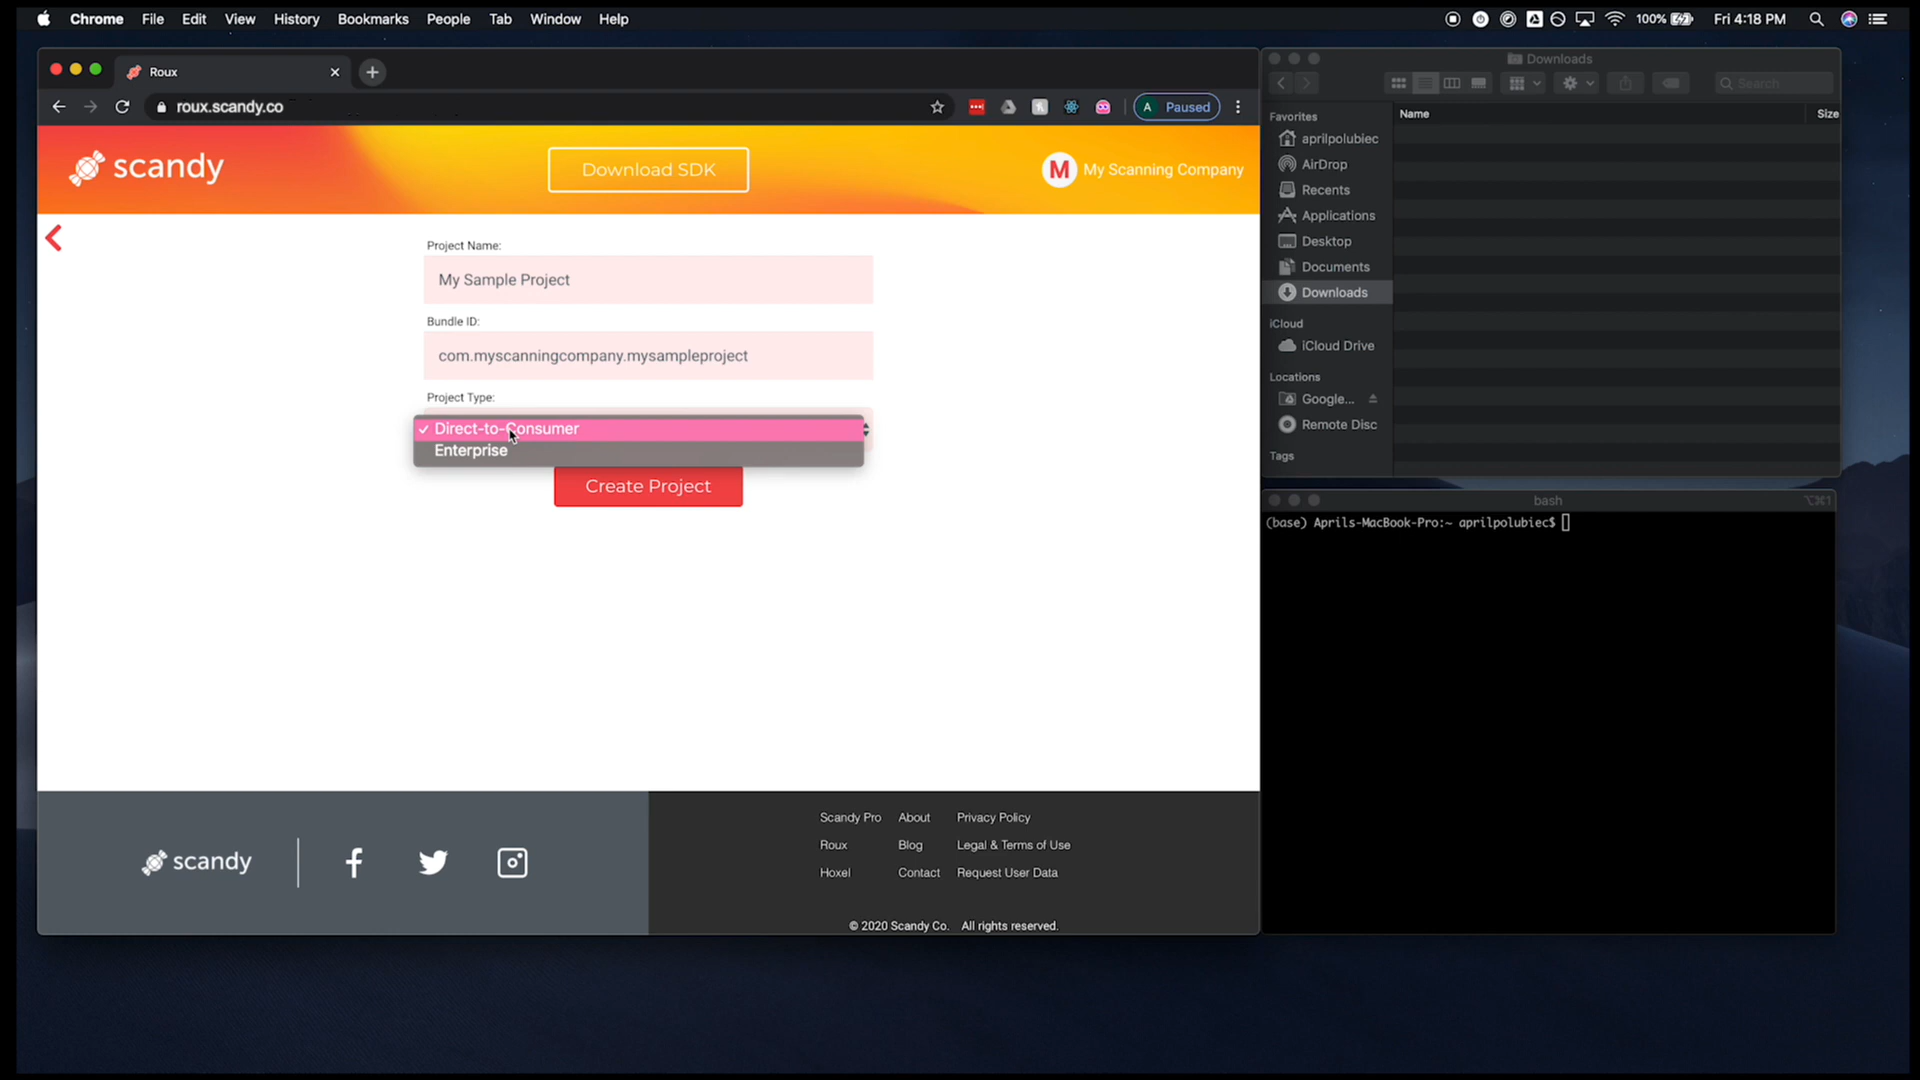 Chrome File Edit View History Bookmarks People Tab Window Help
100% Fri 4:18 PM
Roux
roux.scandy.co
A Paused
scandy
Download SDK
M My Scanning Company
Project Name:
My Sample Project
Bundle ID:
com.myscanningcompany.mysampleproject
Project Type:
✓ Direct-to-Consumer
Enterprise
Create Project
scandy
Scandy Pro About Privacy Policy
Roux Blog Legal & Terms of Use
Hoxel Contact Request User Data
© 2020 Scandy Co. All rights reserved.
Downloads
Search
Favorites
aprilpolubiec
AirDrop
Recents
Applications
Desktop
Documents
Downloads
iCloud
iCloud Drive
Locations
Google...
Remote Disc
Tags
Name Size
bash ⌥⌘1
(base) Aprils-MacBook-Pro:~ aprilpolubiec$